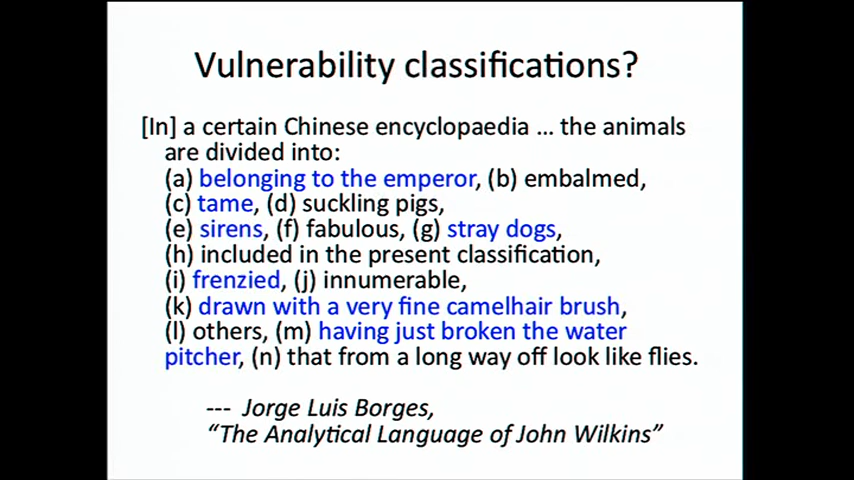 Vulnerability classifications?
[In] a certain Chinese encyclopaedia ... the animals
are divided into:
(a) belonging to the emperor, (b) embalmed,
(c) tame, (d) suckling pigs,
(e) sirens, (f) fabulous, (g) stray dogs,
(h) included in the present classification,
(i) frenzied, (j) innumerable,
(k) drawn with a very fine camelhair brush,
(l) others, (m) having just broken the water
pitcher, (n) that from a long way off look like flies.
--- Jorge Luis Borges,
“The Analytical Language of John Wilkins”